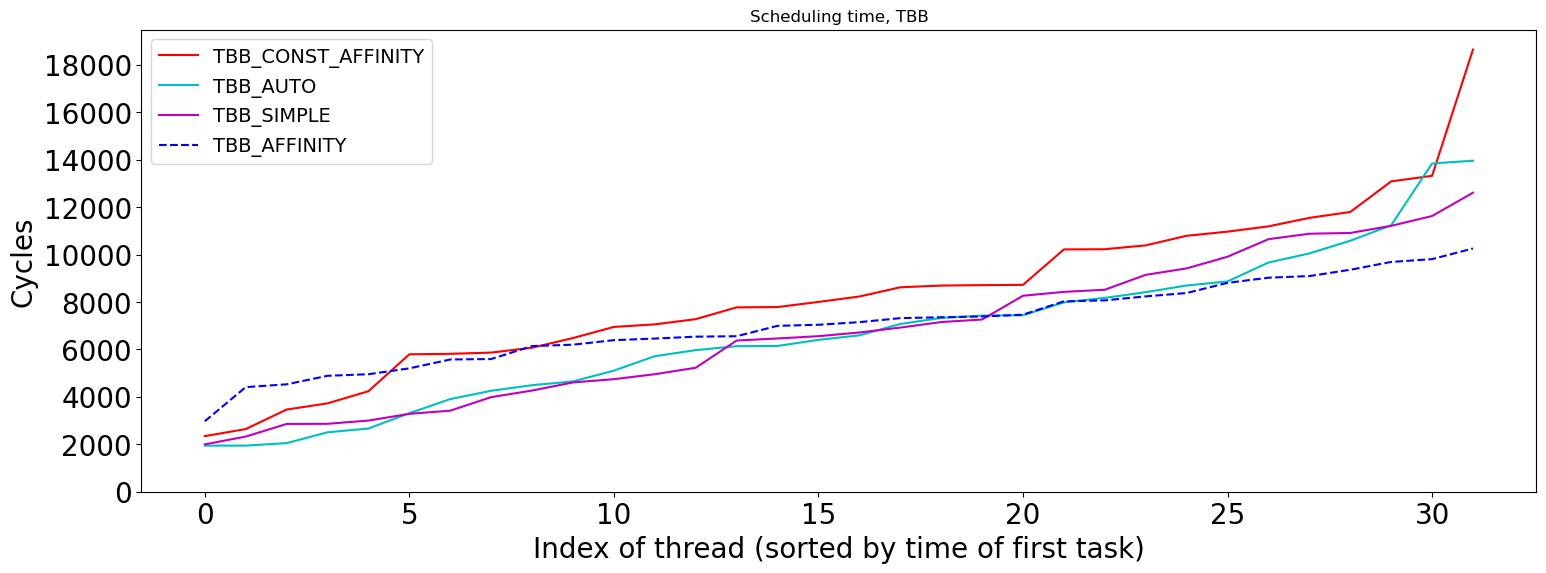 Scheduling time, TBB
TBB_CONST_AFFINITY
TBB_AUTO
TBB_SIMPLE
TBB_AFFINITY
18000
16000
14000
12000
10000
8000
6000
4000
2000
0
Cycles
0 5 10 15 20 25 30
Index of thread (sorted by time of first task)